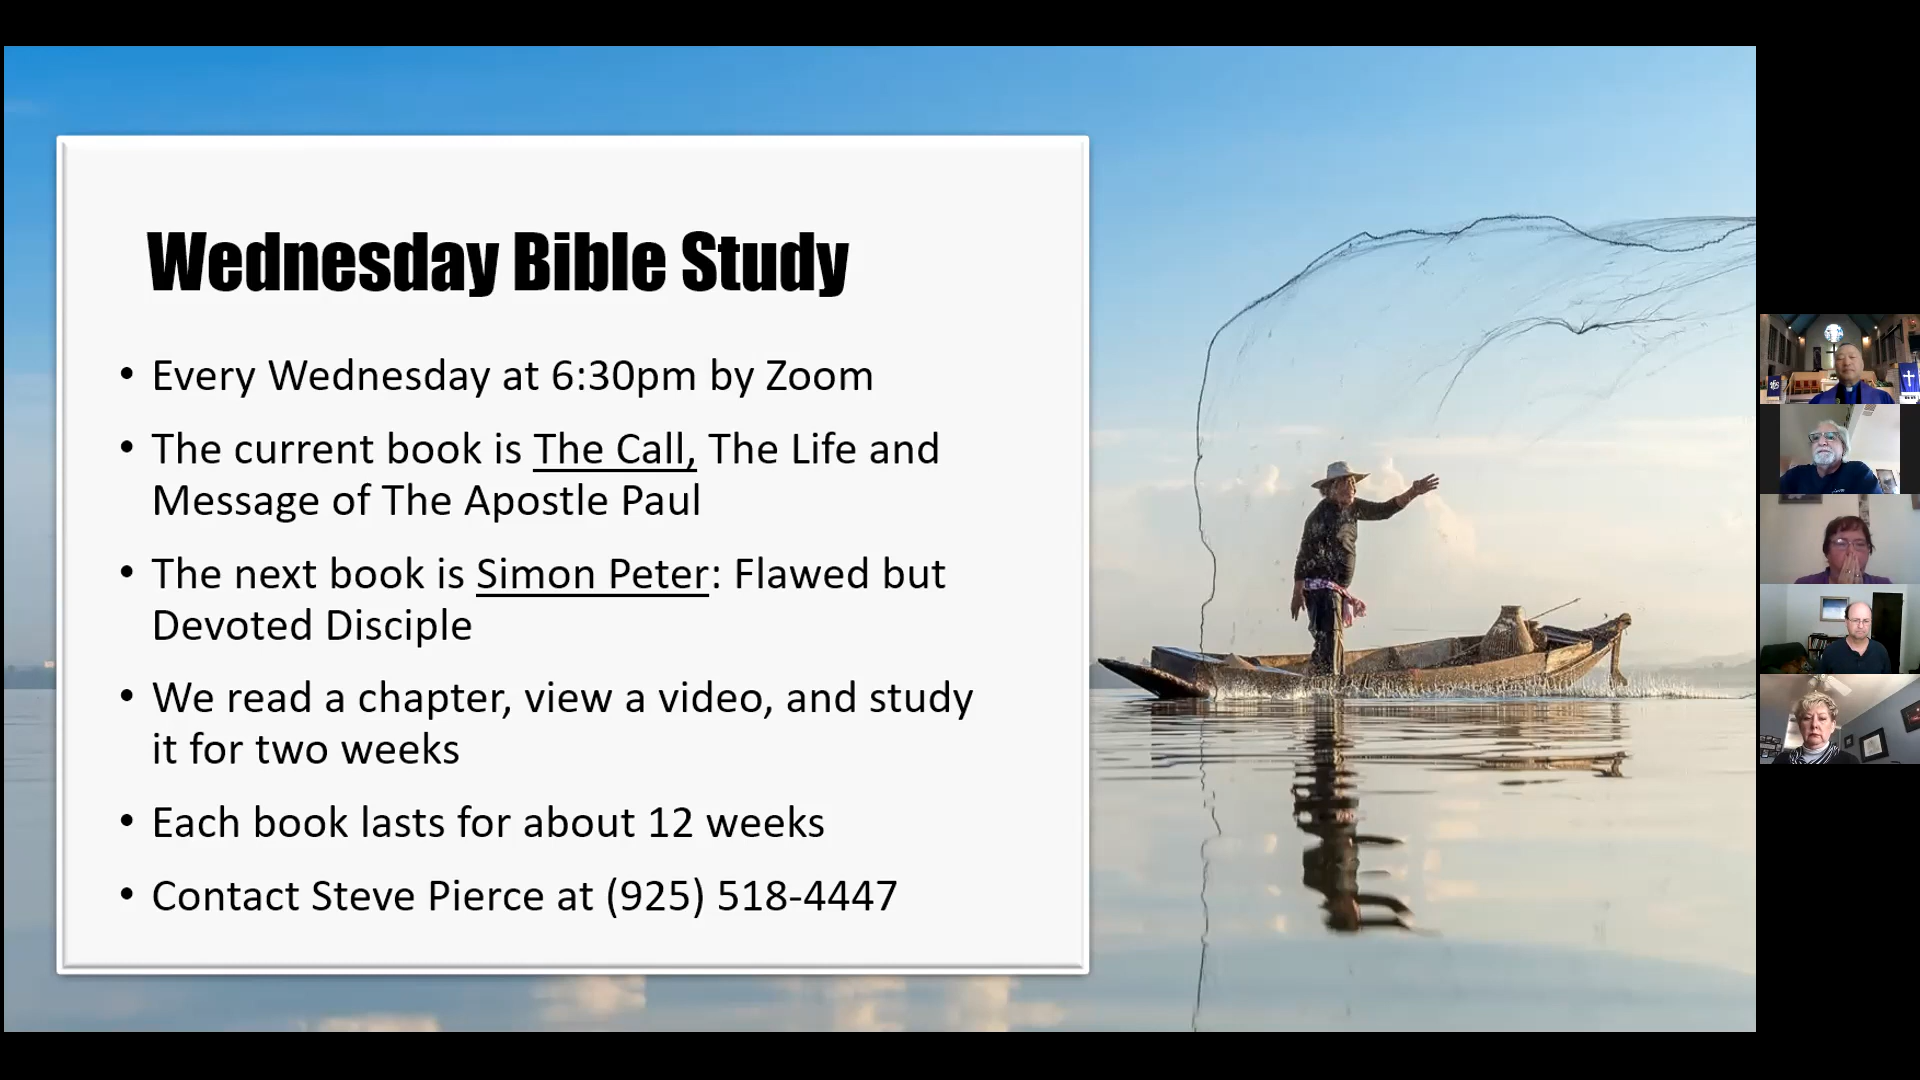 Wednesday Bible Study
• Every Wednesday at 6:30pm by Zoom
• The current book is The Call, The Life and
Message of The Apostle Paul
• The next book is Simon Peter: Flawed but
Devoted Disciple
• We read a chapter, view a video, and study
it for two weeks
• Each book lasts for about 12 weeks
• Contact Steve Pierce at (925) 518-4447